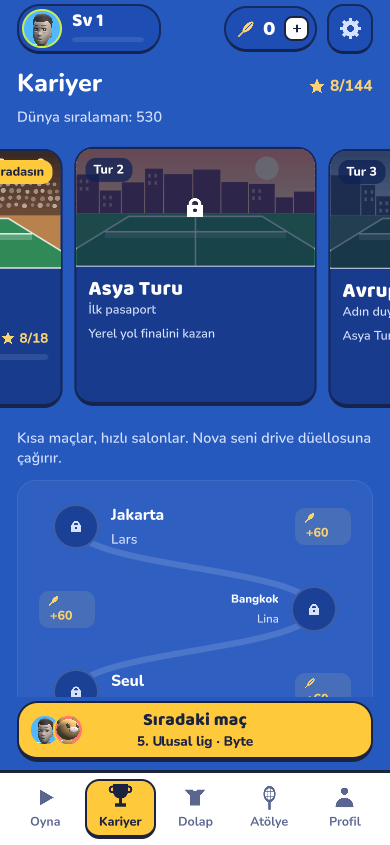 Sv 1
0
+
Kariyer
8/144
Dünya sıralaman: 530
radasın
8/18
Tur 2
Asya Turu
İlk pasaport
Yerel yol finalini kazan
Tur 3
Avru
Adın duy
Asya Tu
Kısa maçlar, hızlı salonlar. Nova seni drive düellosuna
çağırır.
Jakarta
Lars
+60
+60
Bangkok
Lina
Seul
+60
Sıradaki maç
5. Ulusal lig · Byte
Oyna
Kariyer
Dolap
Atölye
Profil